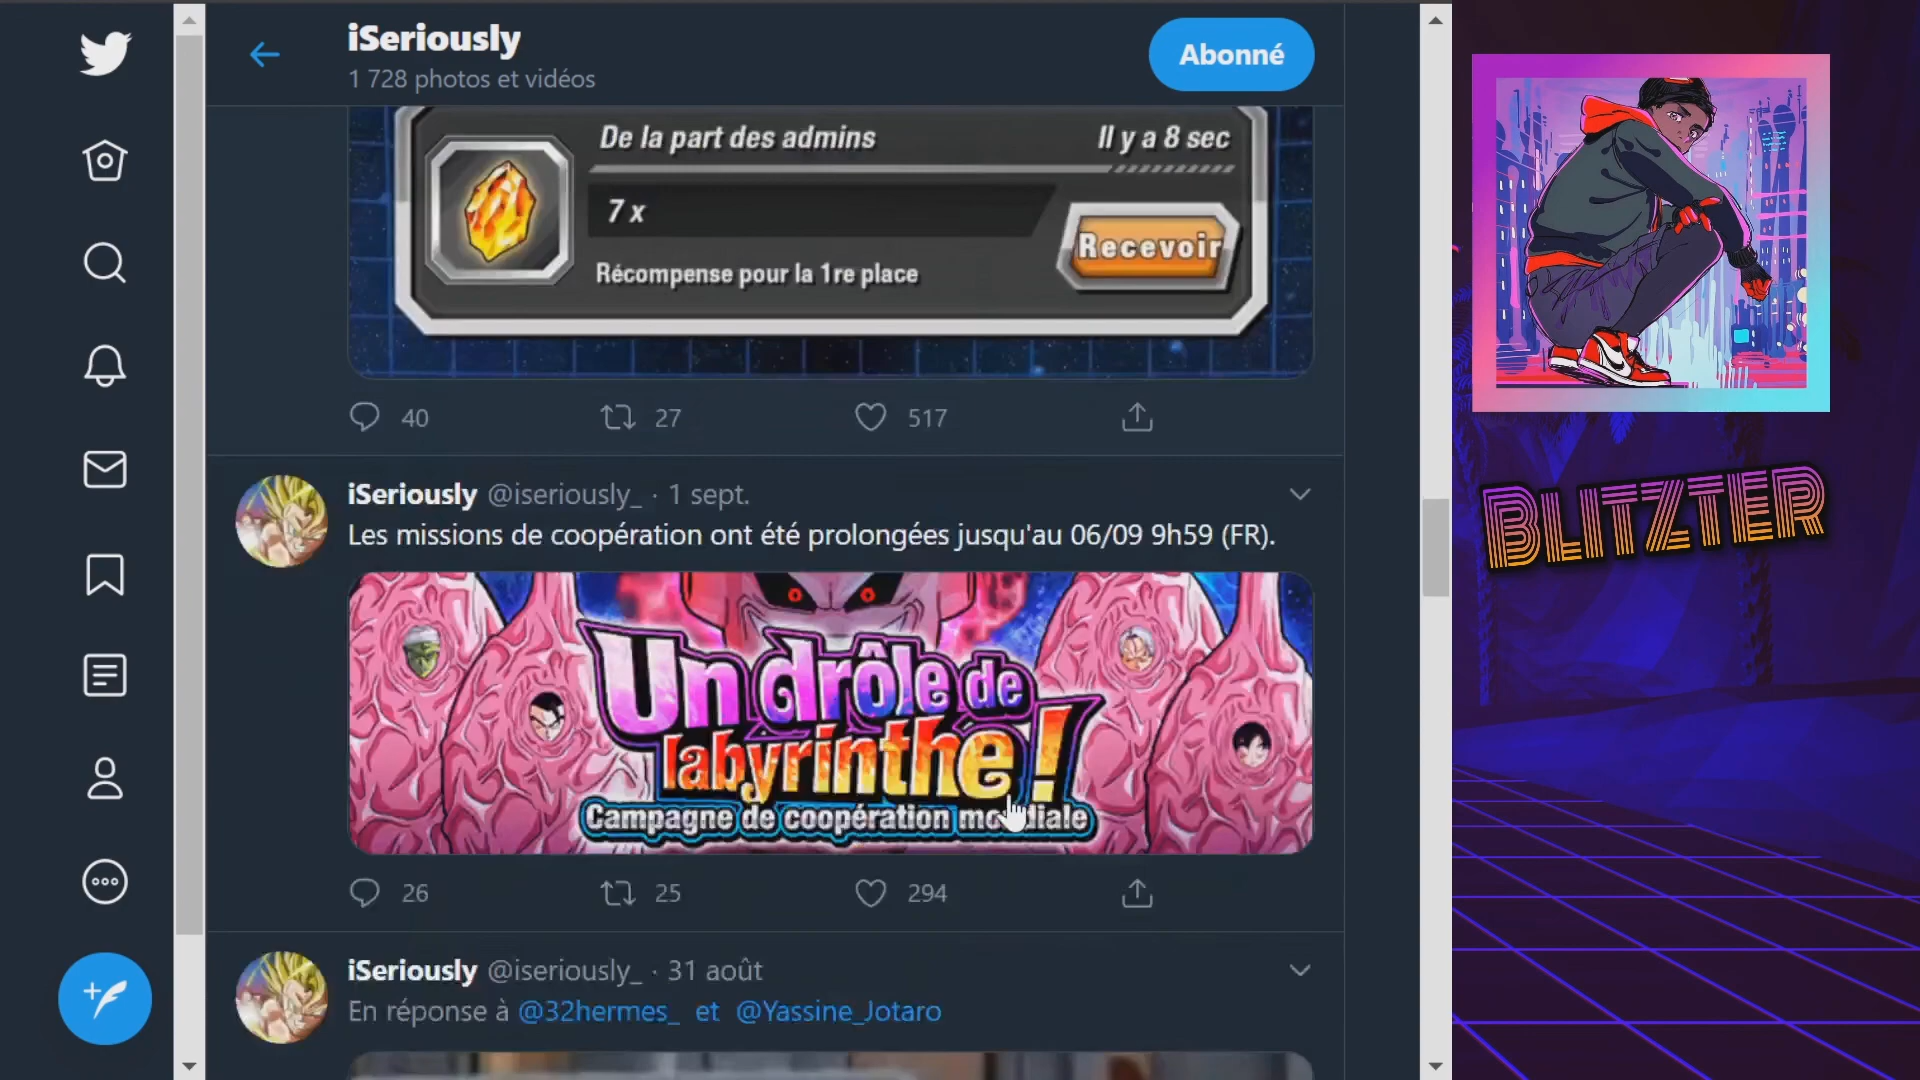 iSeriously
1 728 photos et vidéos
Abonné
De la part des admins
Il y a 8 sec
7 x
Recevoir
Récompense pour la 1re place
40
27
517
iSeriously @iseriously_ · 1 sept.
Les missions de coopération ont été prolongées jusqu'au 06/09 9h59 (FR).
Un drôle de
labyrinthe !
Campagne de coopération mondiale
26
25
294
iSeriously @iseriously_ · 31 août
En réponse à @32hermes_ et @Yassine_Jotaro
BLITZTER